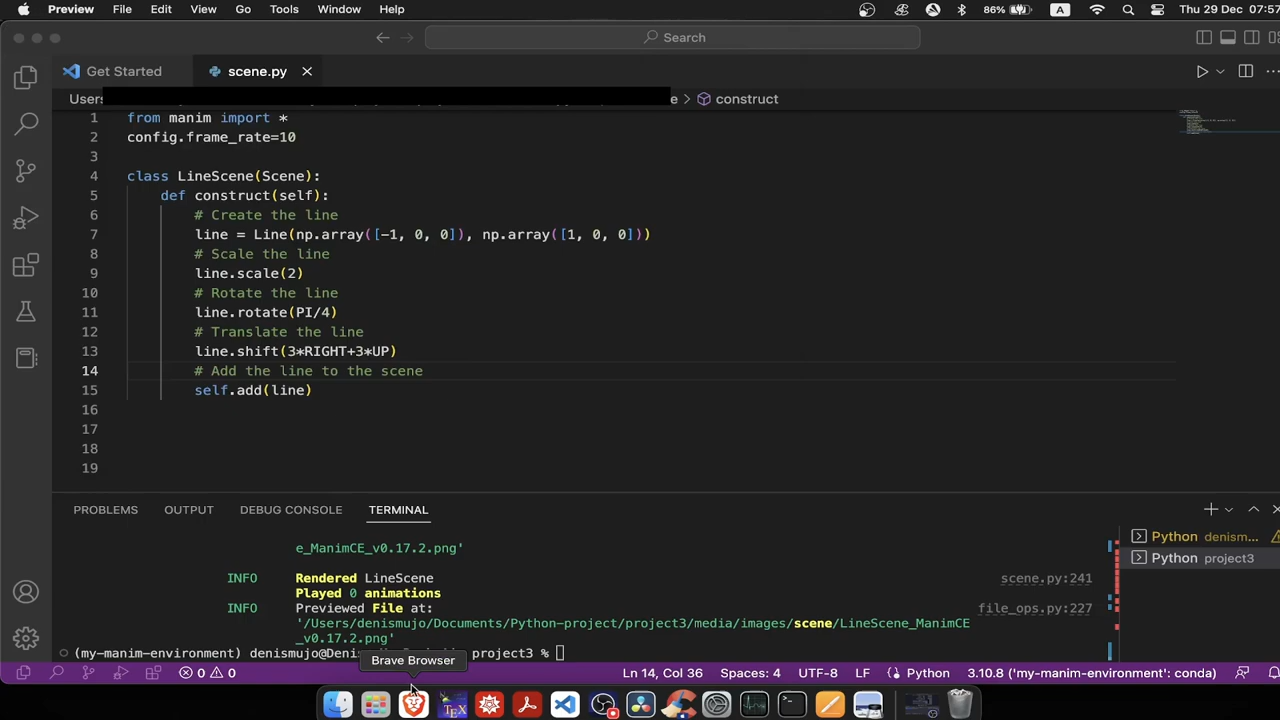 Preview File Edit View Go Tools Window Help 86% A Thu 29 Dec 07:57
Search
Get Started scene.py
Users e > construct
1 from manim import *
2 config.frame_rate=10
3
4 class LineScene(Scene):
5 def construct(self):
6 # Create the line
7 line = Line(np.array([-1, 0, 0]), np.array([1, 0, 0]))
8 # Scale the line
9 line.scale(2)
10 # Rotate the line
11 line.rotate(PI/4)
12 # Translate the line
13 line.shift(3*RIGHT+3*UP)
14 # Add the line to the scene
15 self.add(line)
16
17
18
19
PROBLEMS OUTPUT DEBUG CONSOLE TERMINAL
e_ManimCE_v0.17.2.png'
Python denism...
Python project3
INFO Rendered LineScene scene.py:241
Played 0 animations
INFO Previewed File at: file_ops.py:227
'/Users/denismujo/Documents/Python-project/project3/media/images/scene/LineScene_ManimCE
_v0.17.2.png'
(my-manim-environment) denismujo@Denis project3 %
Brave Browser
0 0 Ln 14, Col 36 Spaces: 4 UTF-8 LF Python 3.10.8 ('my-manim-environment': conda)
TEX